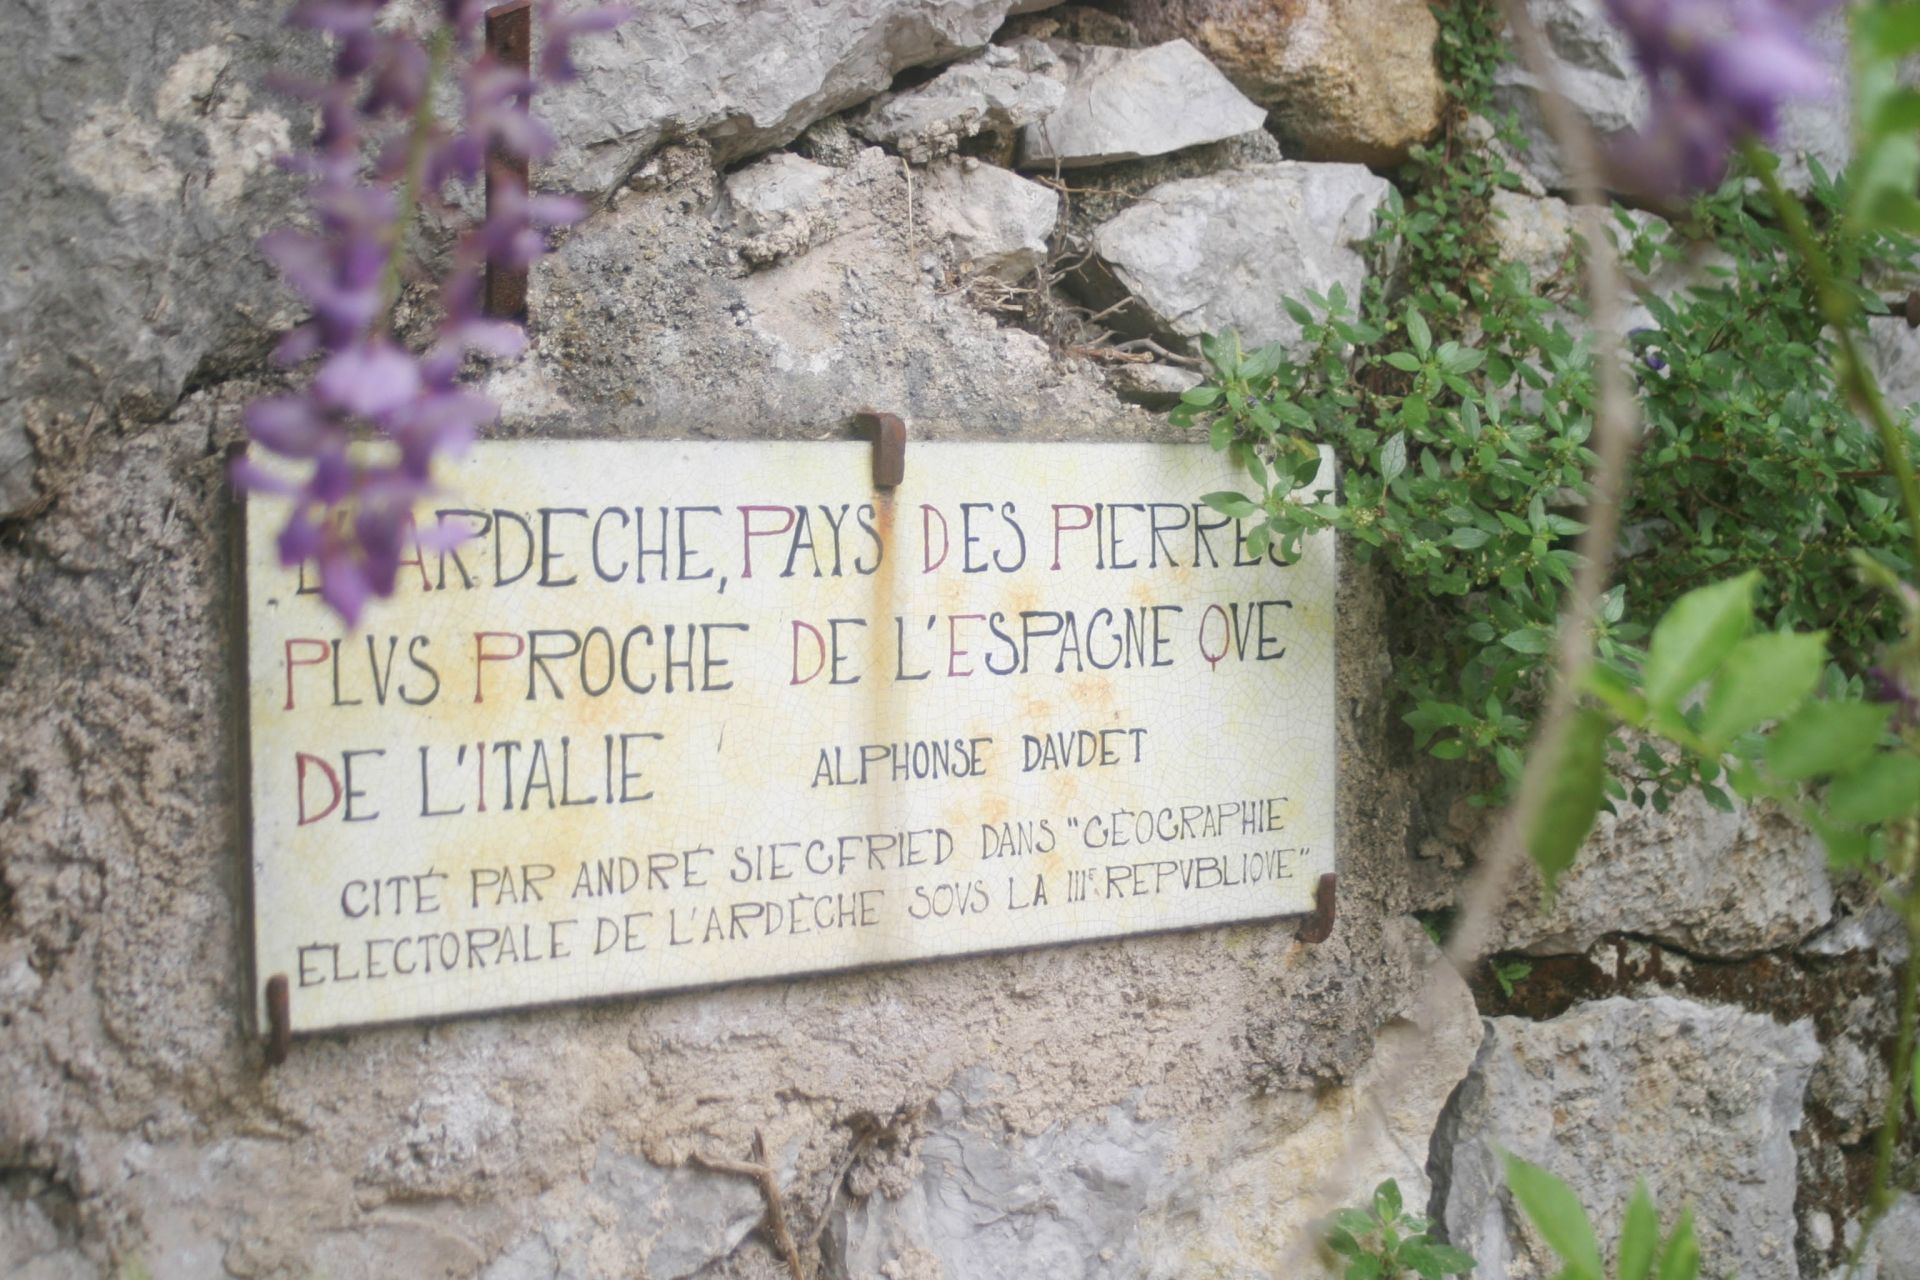 L'ARDECHE, PAYS DES PIERRES
PLVS PROCHE DE L'ESPAGNE QVE
DE L'ITALIE ALPHONSE DAVDET
CITÉ PAR ANDRÉ SIEGFRIED DANS "GÉOGRAPHIE
ÉLECTORALE DE L'ARDÈCHE SOVS LA IIIE REPVBLIQVE"